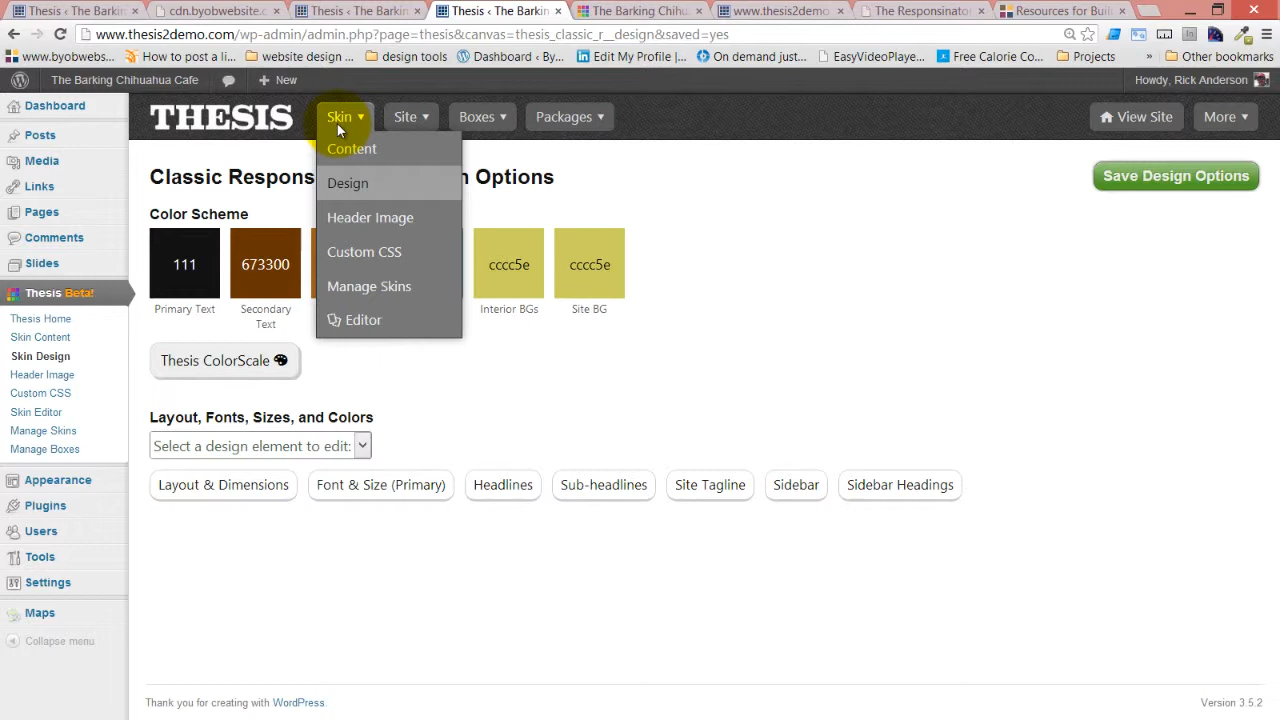 Thesis ‹ The Barkin
cdn.byobwebsite.c
Thesis ‹ The Barkin
Thesis ‹ The Barkin
The Barking Chihu
www.thesis2demo
The Responsinato
Resources for Buil
www.thesis2demo.com/wp-admin/admin.php?page=thesis&canvas=thesis_classic_r__design&saved=yes
www.byobwebs...
How to post a li...
website design ...
design tools
Dashboard ‹ By...
Edit My Profile |...
On demand just...
EasyVideoPlaye...
Free Calorie Co...
Projects
»
Other bookmarks
The Barking Chihuahua Cafe
+ New
Howdy, Rick Anderson
Dashboard
Posts
Media
Links
Pages
Comments
Slides
Thesis Beta!
Thesis Home
Skin Content
Skin Design
Header Image
Custom CSS
Skin Editor
Manage Skins
Manage Boxes
Appearance
Plugins
Users
Tools
Settings
Maps
Collapse menu
THESIS
Skin ▾
Site ▾
Boxes ▾
Packages ▾
View Site
More ▾
Content
Design
Header Image
Custom CSS
Manage Skins
Editor
Classic Respons
n Options
Save Design Options
Color Scheme
111
673300
cccc5e
cccc5e
Primary Text
Secondary
Text
Interior BGs
Site BG
Thesis ColorScale
Layout, Fonts, Sizes, and Colors
Select a design element to edit:
Layout & Dimensions
Font & Size (Primary)
Headlines
Sub-headlines
Site Tagline
Sidebar
Sidebar Headings
Thank you for creating with WordPress.
Version 3.5.2